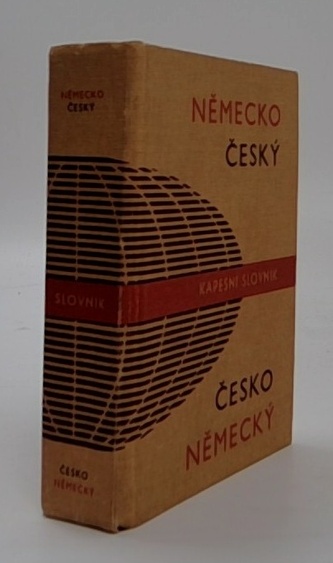 NĚMECKO
ČESKÝ
SLOVNÍK
ČESKO
NĚMECKÝ
NĚMECKO
ČESKÝ
KAPESNÍ SLOVNÍK
ČESKO
NĚMECKÝ